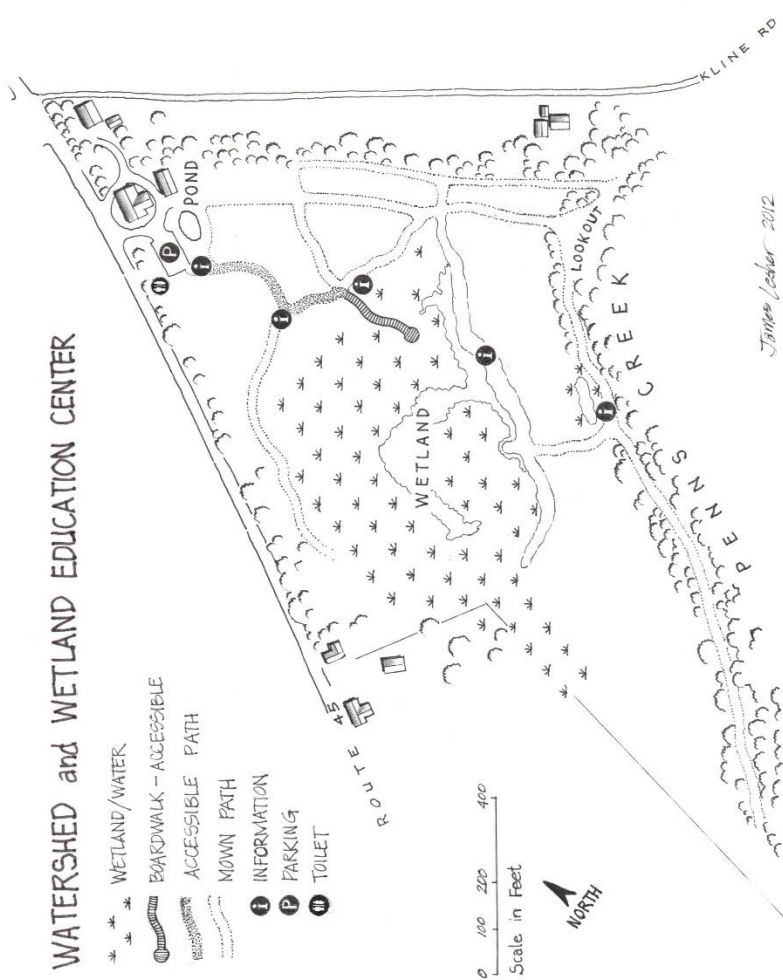 WATERSHED and WETLAND EDUCATION CENTER
WETLAND/WATER
BOARDWALK - ACCESSIBLE
ACCESSIBLE PATH
MOWN PATH
i INFORMATION
P PARKING
TOILET
0 100 200 400
Scale in Feet
NORTH
ROUTE 45
P
i
POND
i
i
WETLAND
i
i
LOOKOUT
PENNS CREEK
KLINE RD
James Lesher 2012